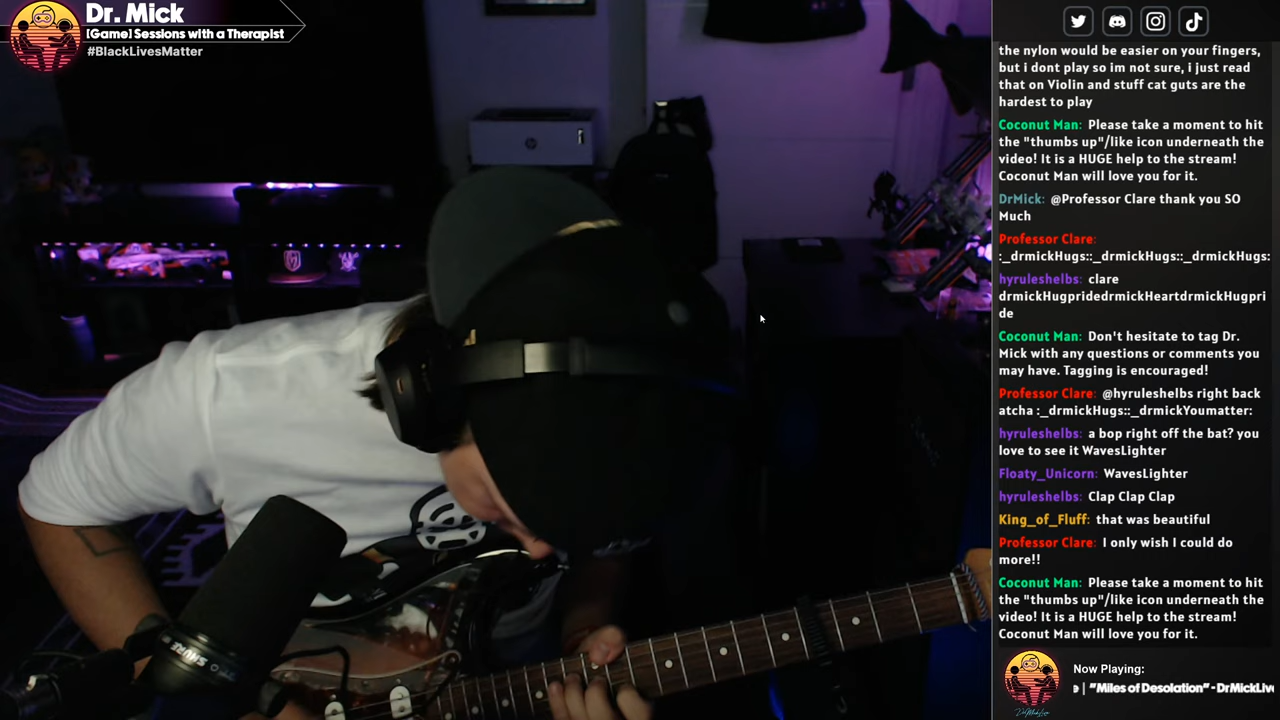 Dr. Mick
[Game] Sessions with a Therapist
#BlackLivesMatter
the nylon would be easier on your fingers,
but i dont play so im not sure, i just read
that on Violin and stuff cat guts are the
hardest to play
Coconut Man: Please take a moment to hit
the "thumbs up"/like icon underneath the
video! It is a HUGE help to the stream!
Coconut Man will love you for it.
DrMick: @Professor Clare thank you SO
Much
Professor Clare:
:_drmickHugs::_drmickHugs::_drmickHugs:
hyruleshelbs: clare
drmickHugpridedrmickHeartdrmickHugpri
de
Coconut Man: Don't hesitate to tag Dr.
Mick with any questions or comments you
may have. Tagging is encouraged!
Professor Clare: @hyruleshelbs right back
atcha :_drmickHugs::_drmickYoumatter:
hyruleshelbs: a bop right off the bat? you
love to see it WavesLighter
Floaty_Unicorn: WavesLighter
hyruleshelbs: Clap Clap Clap
King_of_Fluff: that was beautiful
Professor Clare: I only wish I could do
more!!
Coconut Man: Please take a moment to hit
the "thumbs up"/like icon underneath the
video! It is a HUGE help to the stream!
Coconut Man will love you for it.
Now Playing:
e | "Miles of Desolation" - DrMickLiv
SHURE
hp